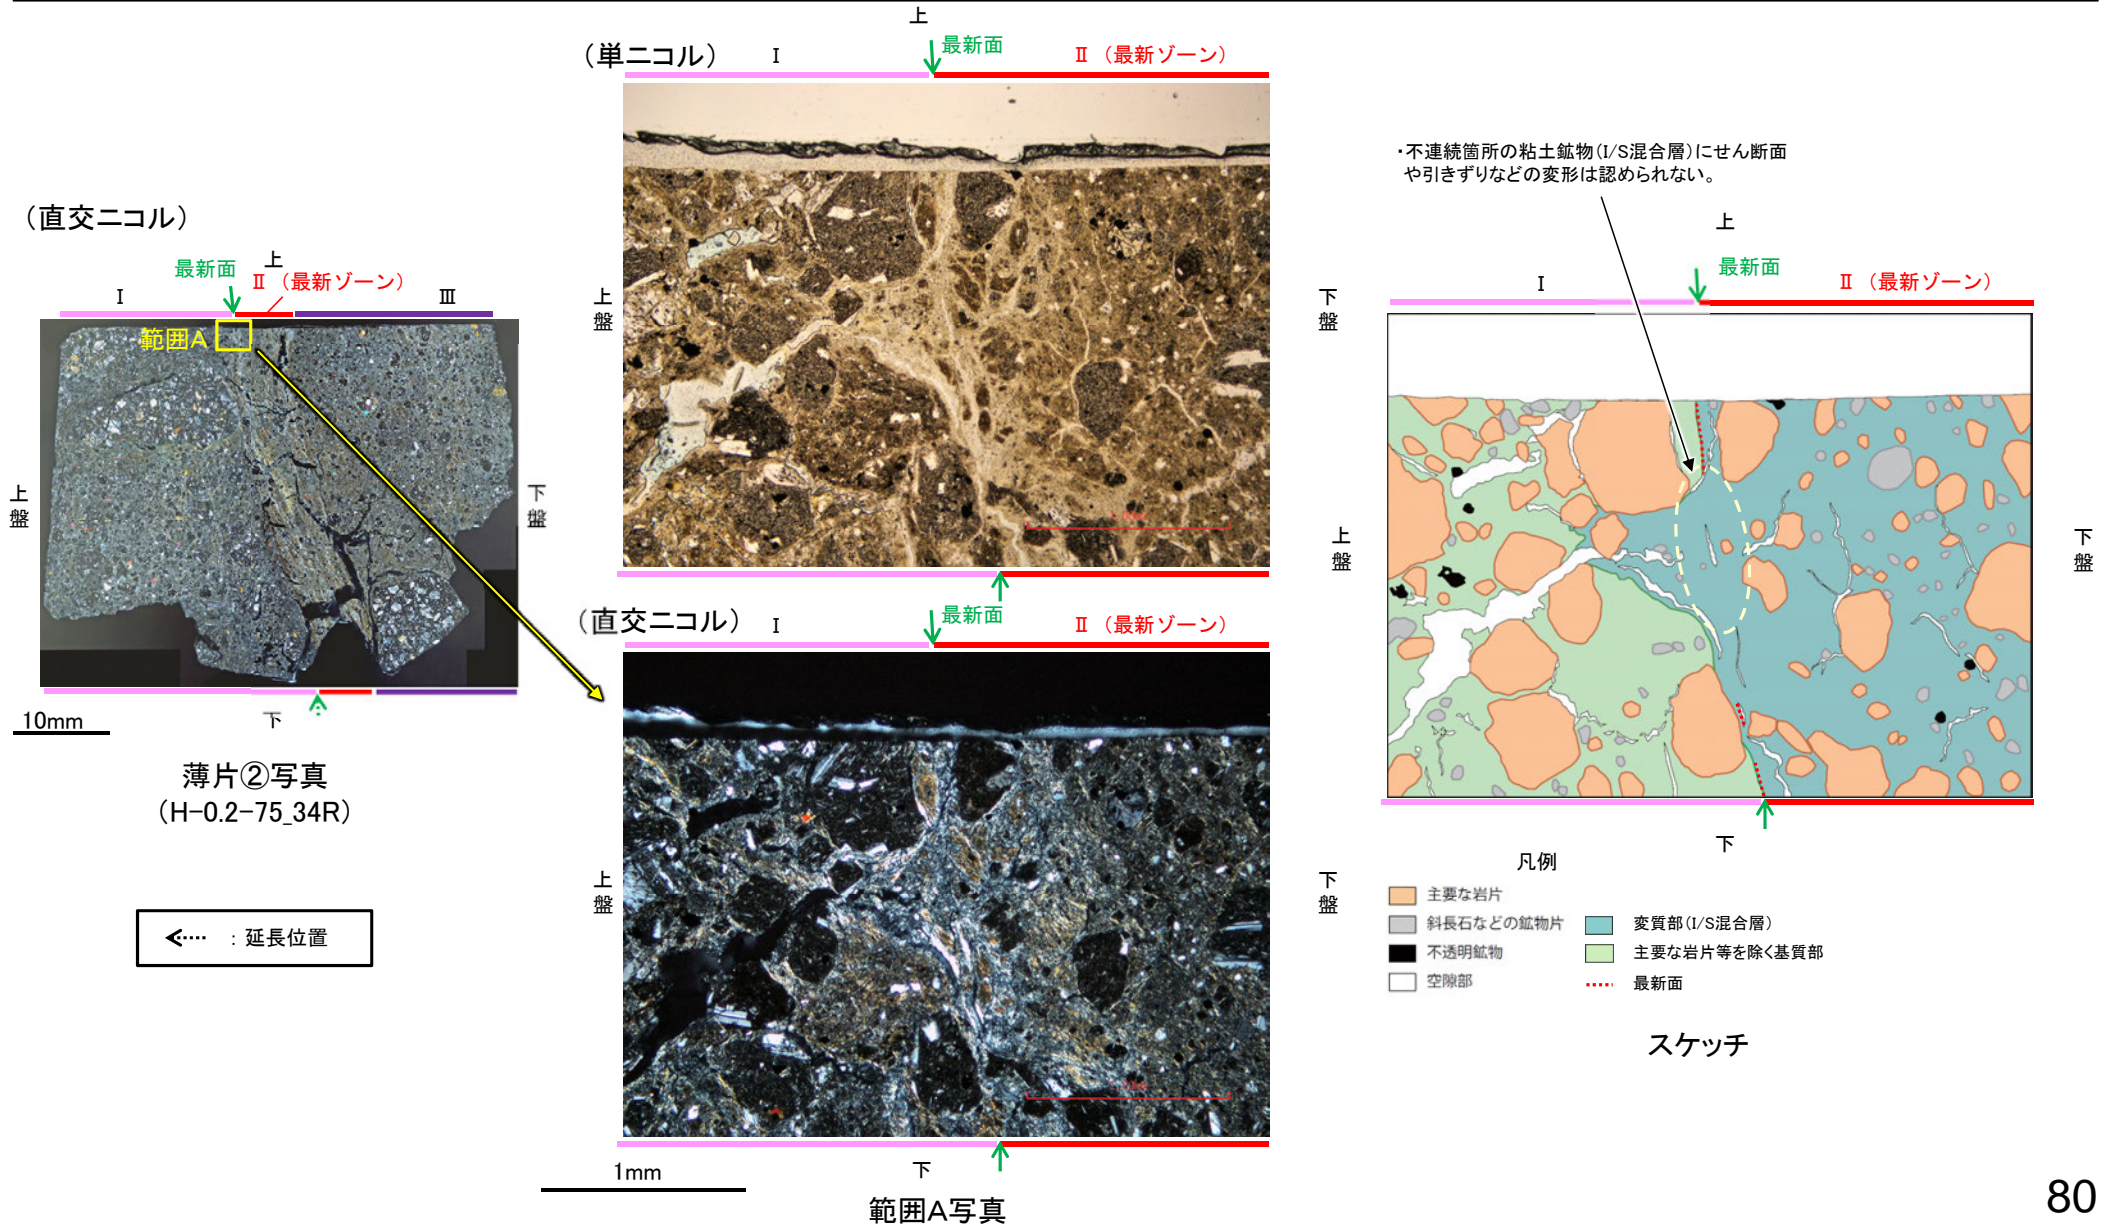 (直交ニコル)
上
最新面
Ⅱ (最新ゾーン)
Ⅰ
Ⅲ
範囲A
上盤
下盤
下
10mm
薄片②写真
(H-0.2-75_34R)
:延長位置
上
(単ニコル)
Ⅰ
最新面
Ⅱ (最新ゾーン)
上盤
下盤
(直交ニコル)
Ⅰ
最新面
Ⅱ (最新ゾーン)
上盤
下盤
下
1mm
範囲A写真
・不連続箇所の粘土鉱物(I/S混合層)にせん断面
や引きずりなどの変形は認められない。
上
最新面
Ⅰ
Ⅱ (最新ゾーン)
上盤
下盤
下
凡例
主要な岩片
斜長石などの鉱物片
不透明鉱物
空隙部
変質部(I/S混合層)
主要な岩片等を除く基質部
最新面
スケッチ
80